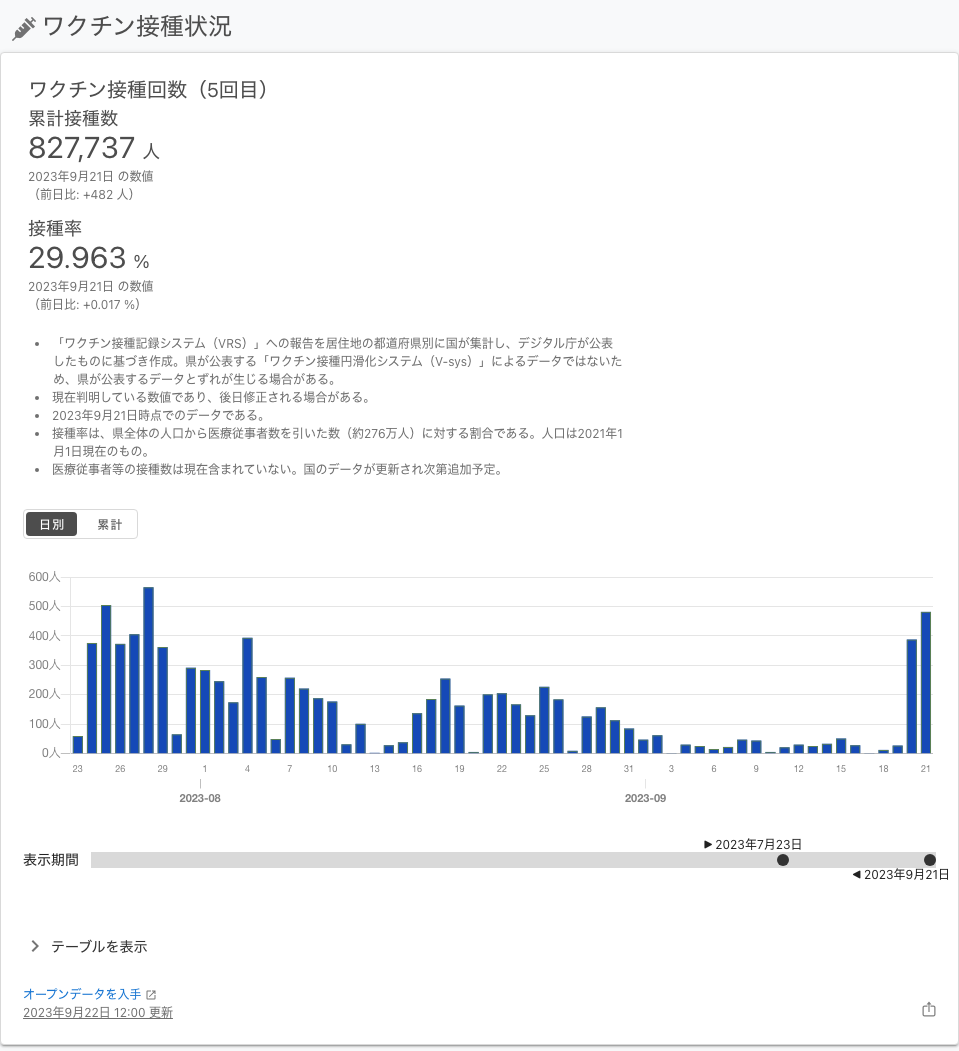 ワクチン接種状況
ワクチン接種回数（5回目）
累計接種数
827,737 人
2023年9月21日 の数値
（前日比: +482 人）
接種率
29.963 %
2023年9月21日 の数値
（前日比: +0.017 %）
• 「ワクチン接種記録システム（VRS）」への報告を居住地の都道府県別に国が集計し、デジタル庁が公表
したものに基づき作成。県が公表する「ワクチン接種円滑化システム（V-sys）」によるデータではないた
め、県が公表するデータとずれが生じる場合がある。
• 現在判明している数値であり、後日修正される場合がある。
• 2023年9月21日時点でのデータである。
• 接種率は、県全体の人口から医療従事者数を引いた数（約276万人）に対する割合である。人口は2021年1
月1日現在のもの。
• 医療従事者等の接種数は現在含まれていない。国のデータが更新され次第追加予定。
日別 累計
600人
500人
400人
300人
200人
100人
0人
23 26 29 1 4 7 10 13 16 19 22 25 28 31 3 6 9 12 15 18 21
2023-08 2023-09
▶ 2023年7月23日
表示期間
◀ 2023年9月21日
テーブルを表示
オープンデータを入手
2023年9月22日 12:00 更新